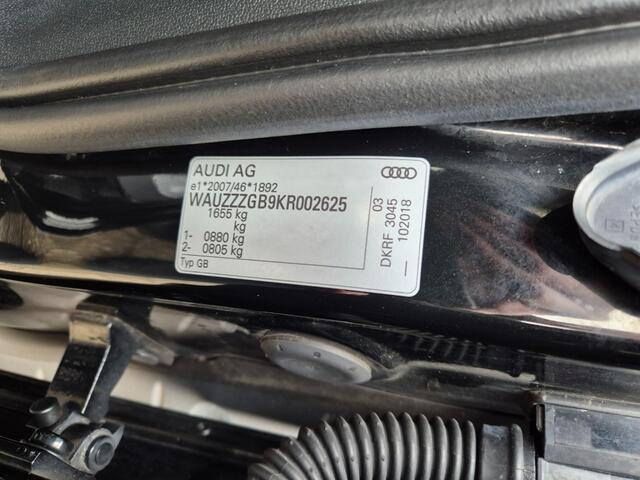 AUDI AG
e1*2007/46*1892
WAUZZZGB9KR002625
1655 kg
kg
1- 0880 kg
2- 0805 kg
Typ GB
03
DKRF 3045
__ 102018